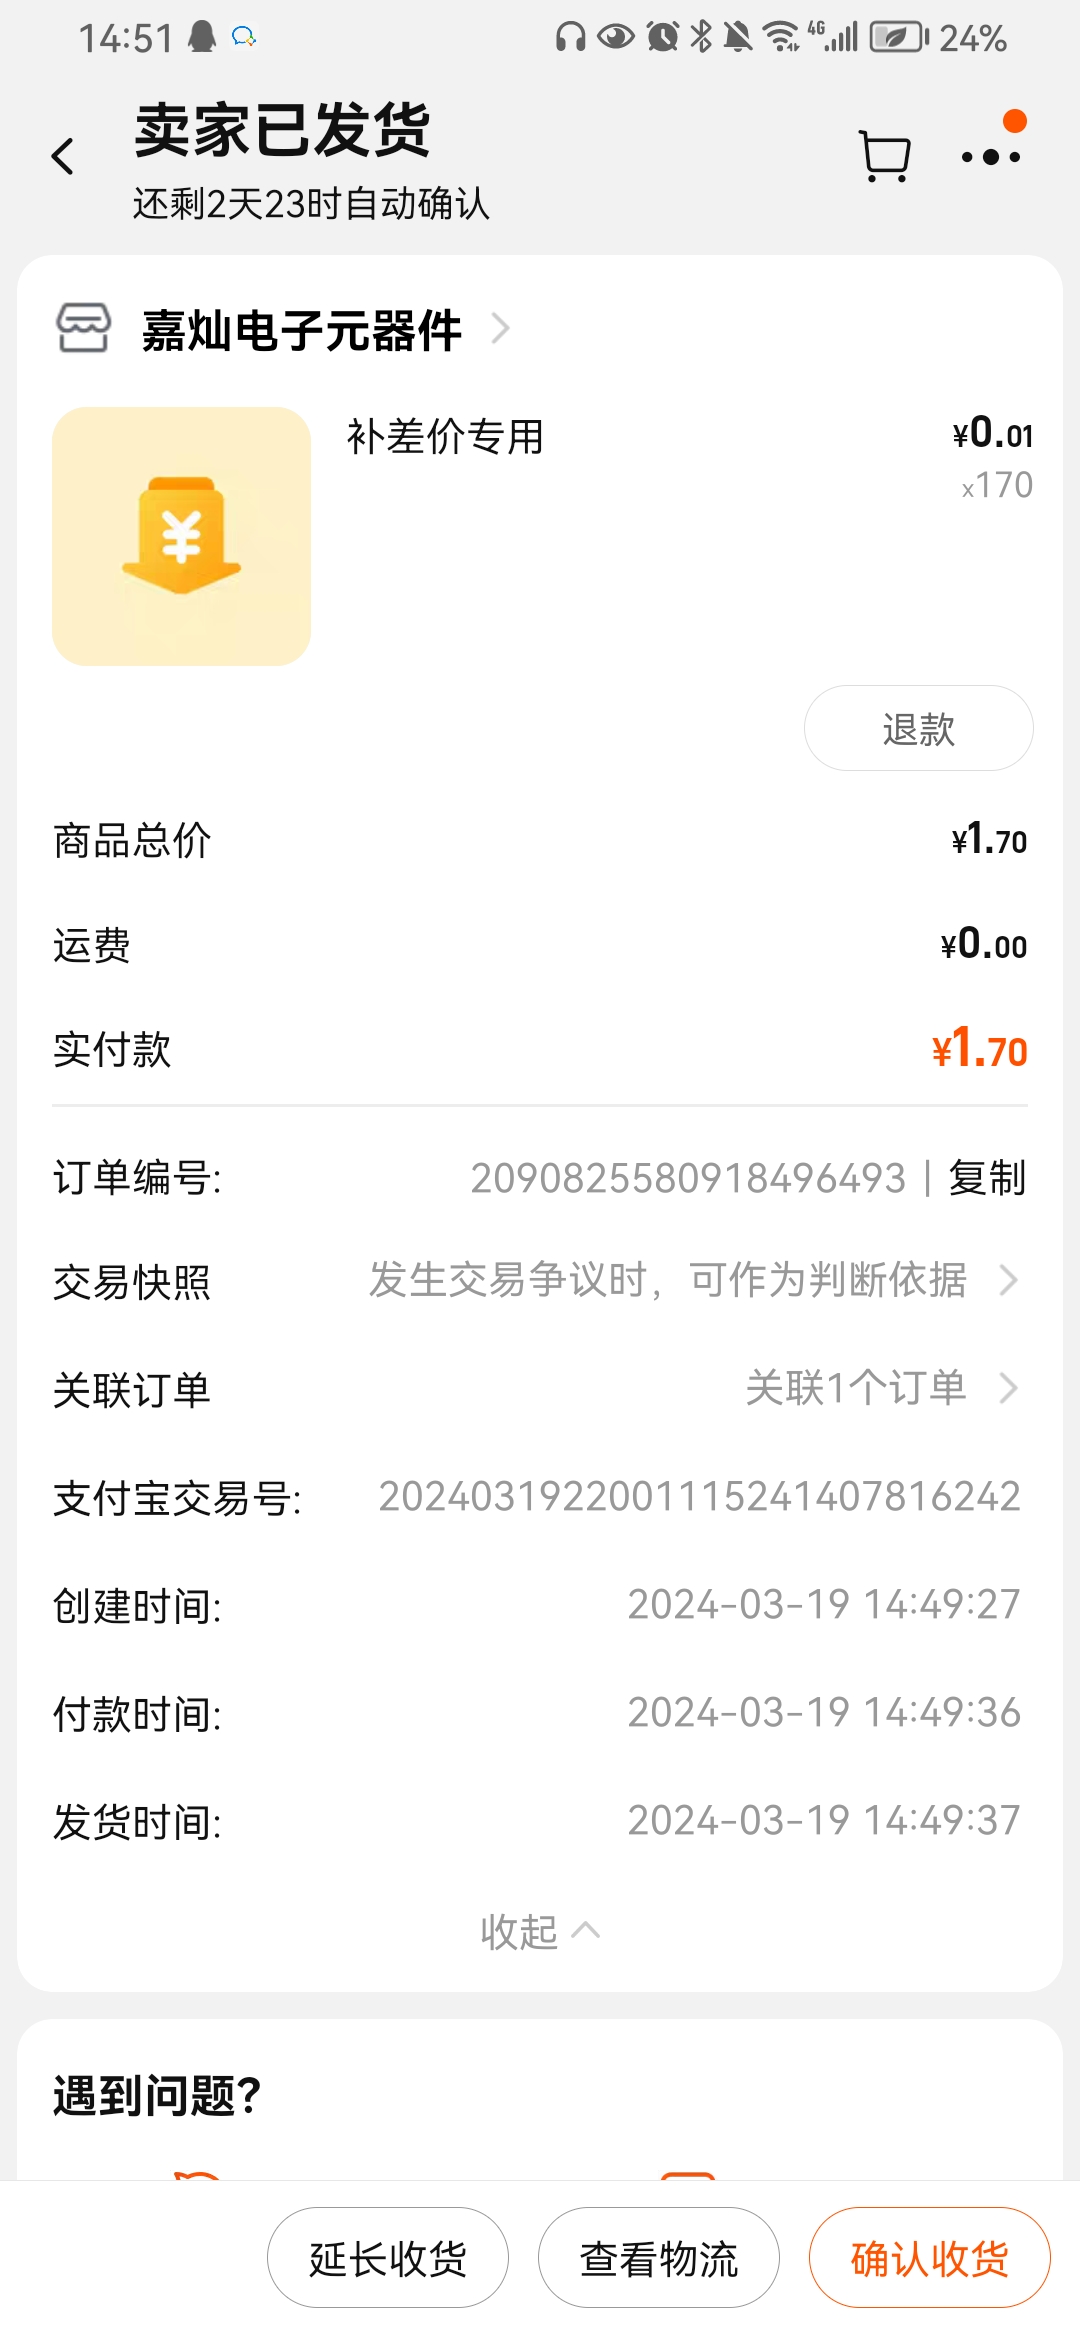 14:51 4G 24%
卖家已发货
还剩2天23时自动确认
嘉灿电子元器件
¥
补差价专用 ¥0.01
x170
退款
商品总价 ¥1.70
运费 ¥0.00
实付款 ¥1.70
订单编号: 2090825580918496493 | 复制
交易快照 发生交易争议时，可作为判断依据
关联订单 关联1个订单
支付宝交易号: 2024031922001115241407816242
创建时间: 2024-03-19 14:49:27
付款时间: 2024-03-19 14:49:36
发货时间: 2024-03-19 14:49:37
收起
遇到问题?
延长收货 查看物流 确认收货